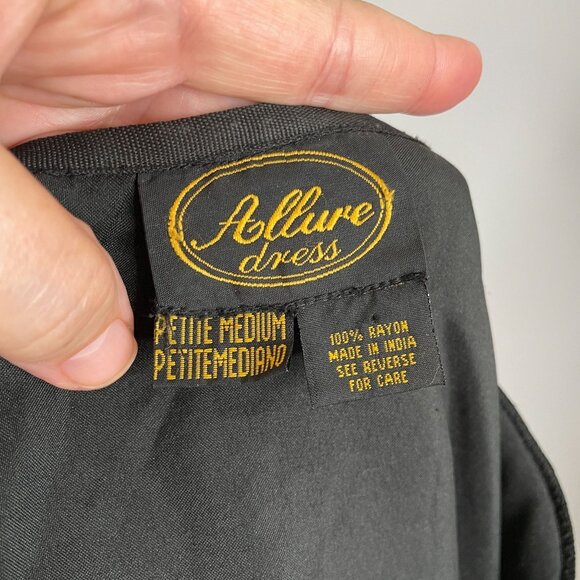 Allure
dress
PETITE MEDIUM
PETITEMEDIANO
100% RAYON
MADE IN INDIA
SEE REVERSE
FOR CARE